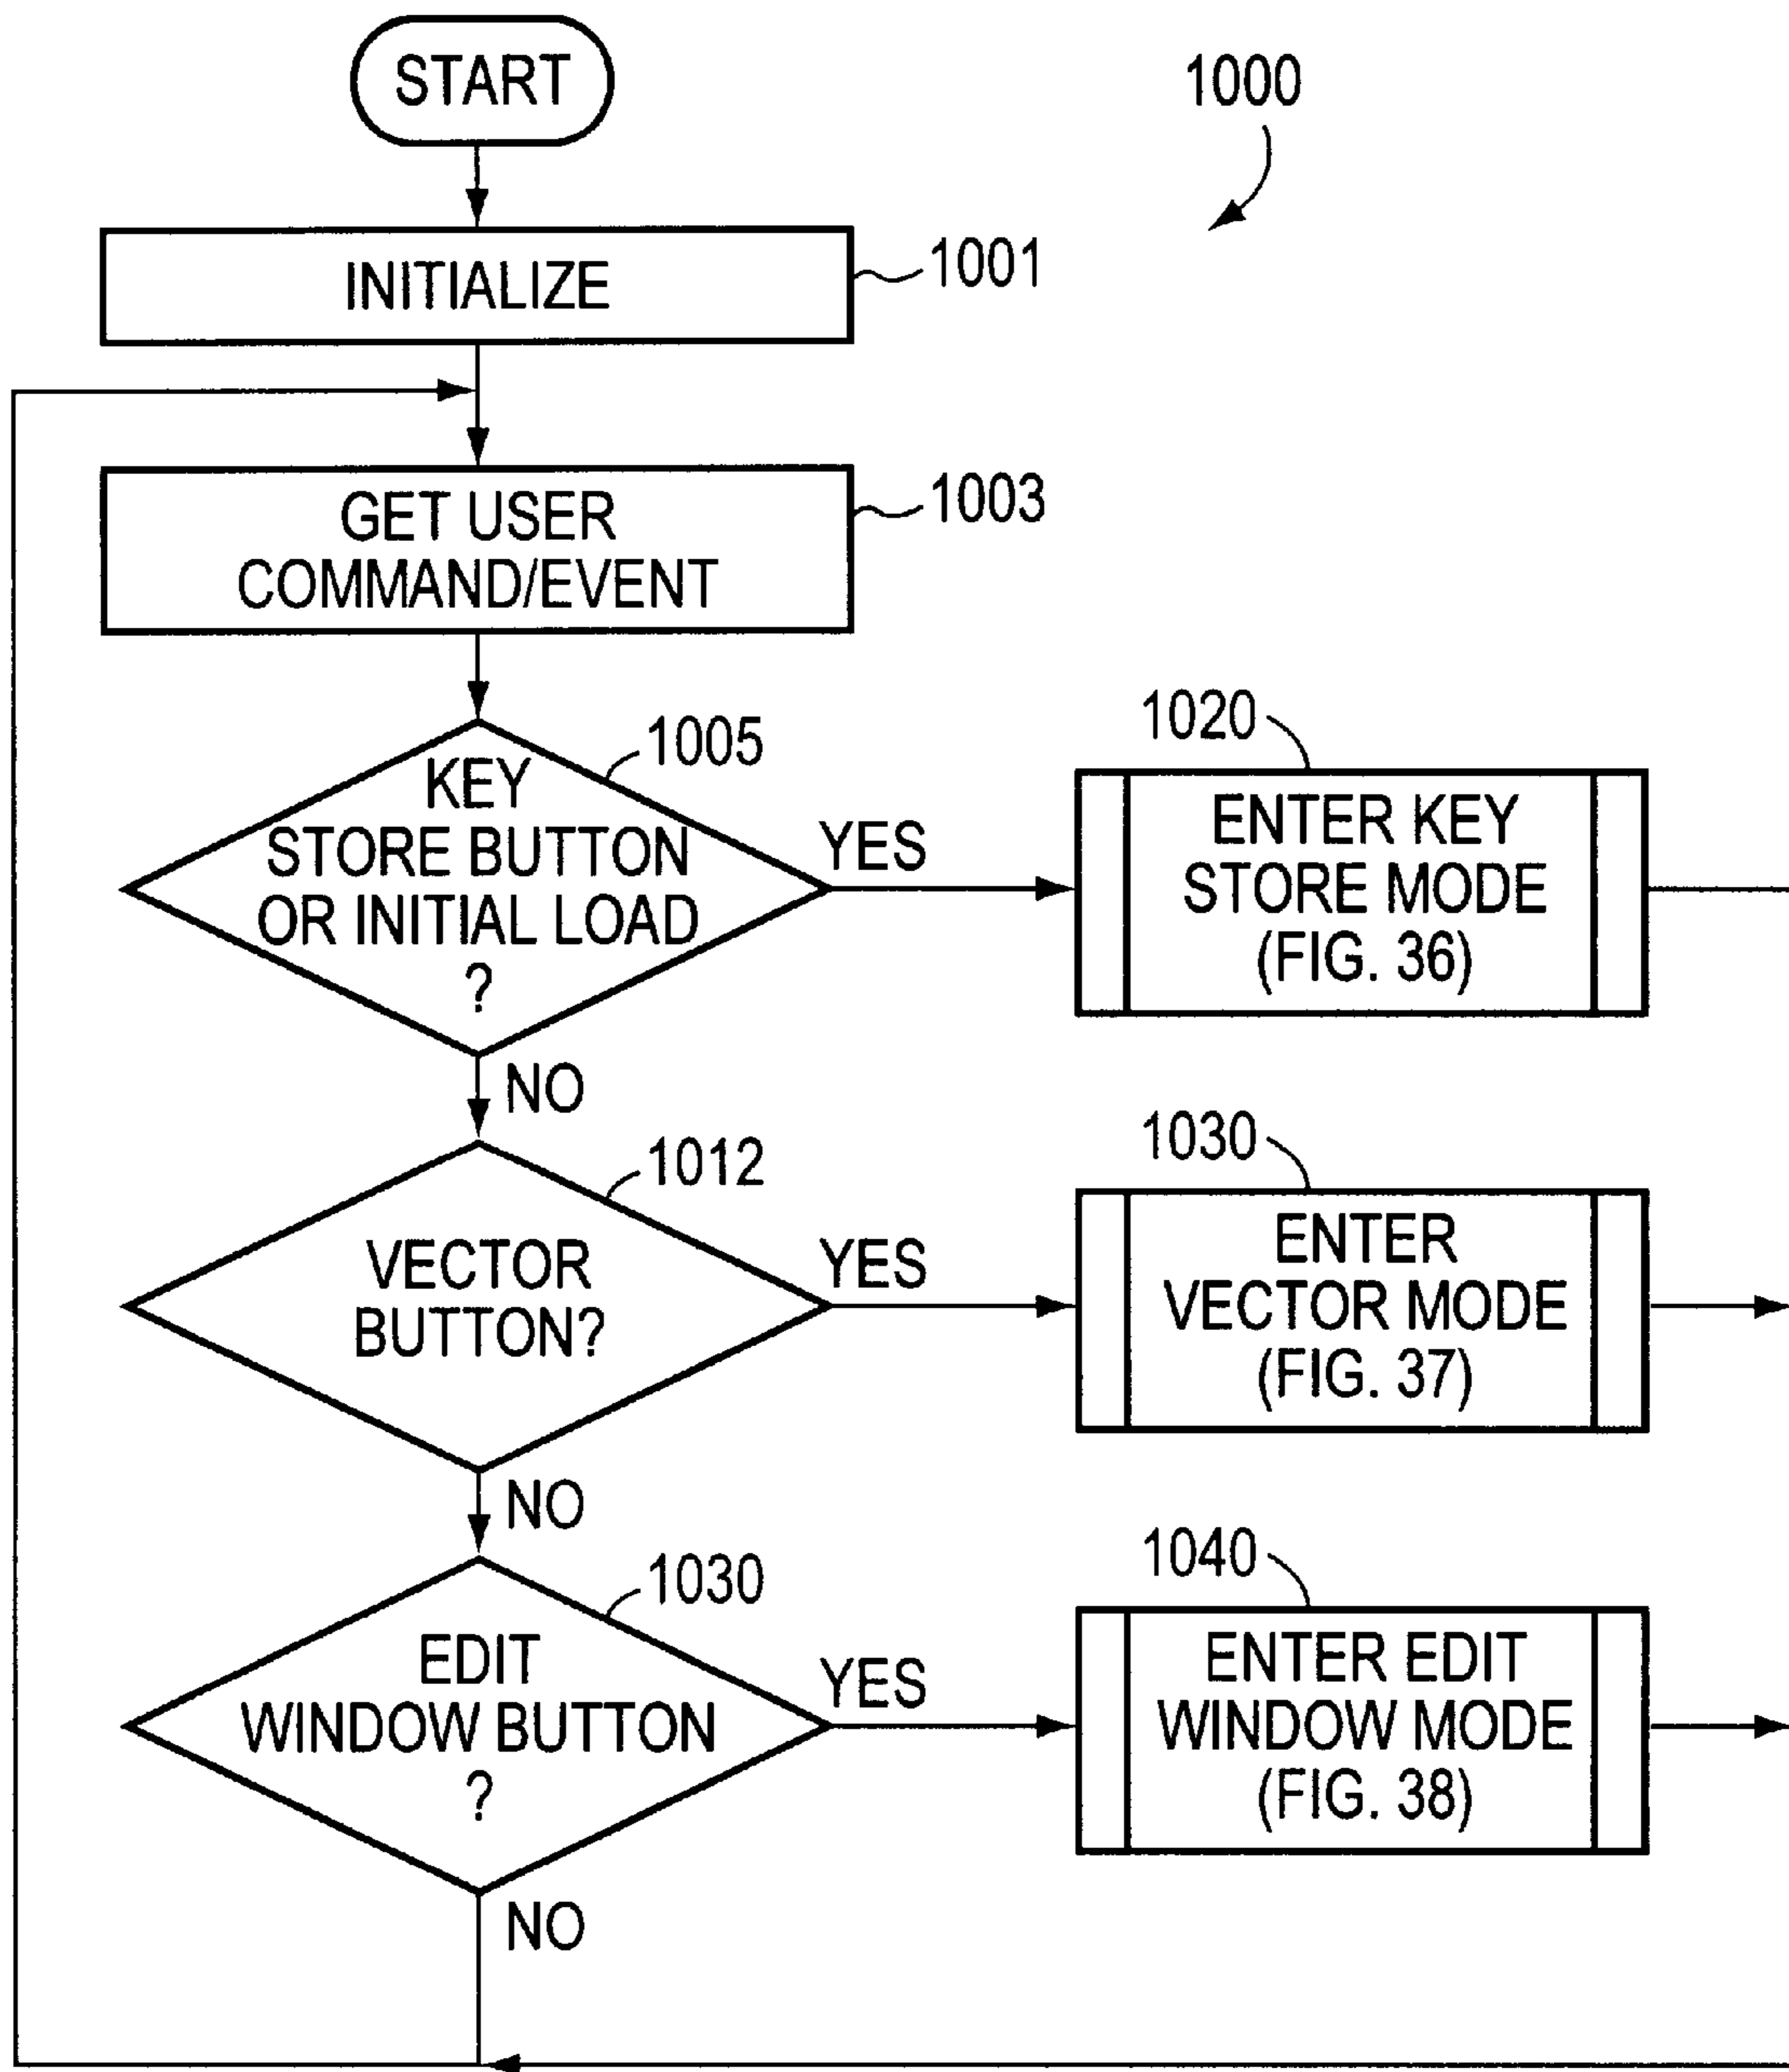 START
1000
INITIALIZE
1001
GET USER
COMMAND/EVENT
1003
KEY
STORE BUTTON
OR INITIAL LOAD
?
1005
YES
NO
1020
ENTER KEY
STORE MODE
(FIG. 36)
VECTOR
BUTTON?
1012
YES
NO
1030
ENTER
VECTOR MODE
(FIG. 37)
EDIT
WINDOW BUTTON
?
1030
YES
NO
1040
ENTER EDIT
WINDOW MODE
(FIG. 38)